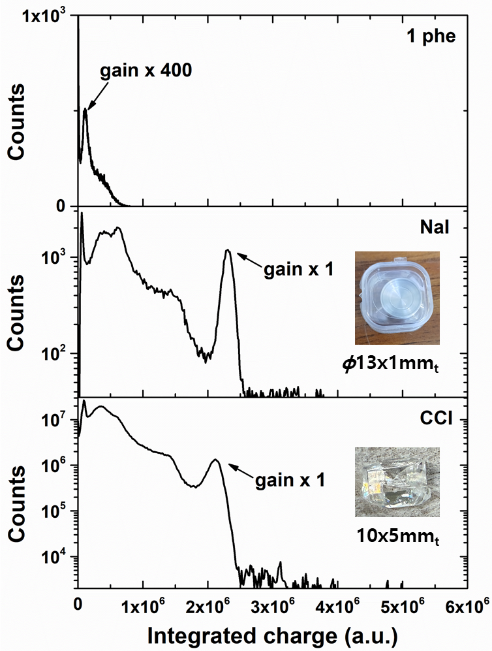 1x10³
1 phe
gain x 400
Counts
0
NaI
10³
gain x 1
Counts
ϕ13x1mmₜ
10²
CCI
10⁷
10⁶
gain x 1
Counts
10⁵
10x5mmₜ
10⁴
0 1x10⁶ 2x10⁶ 3x10⁶ 4x10⁶ 5x10⁶ 6x10⁶
Integrated charge (a.u.)